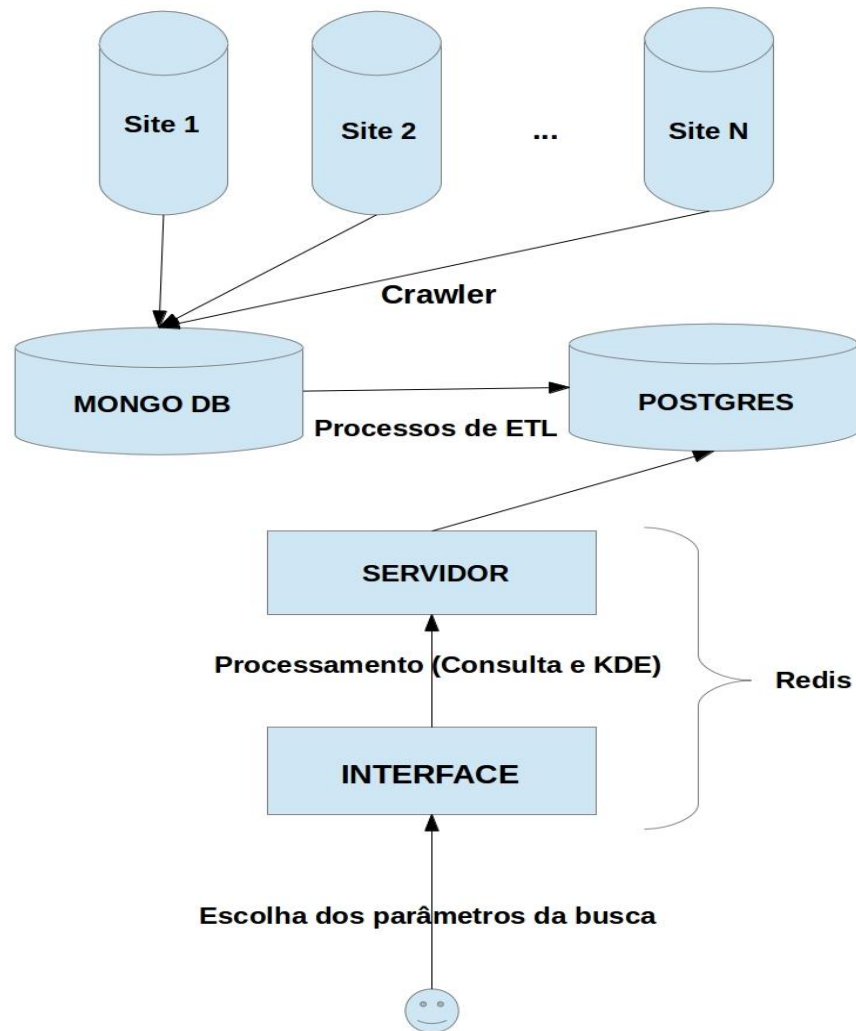 Site 1
Site 2
...
Site N
Crawler
MONGO DB
POSTGRES
Processos de ETL
SERVIDOR
Processamento (Consulta e KDE)
Redis
INTERFACE
Escolha dos parâmetros da busca